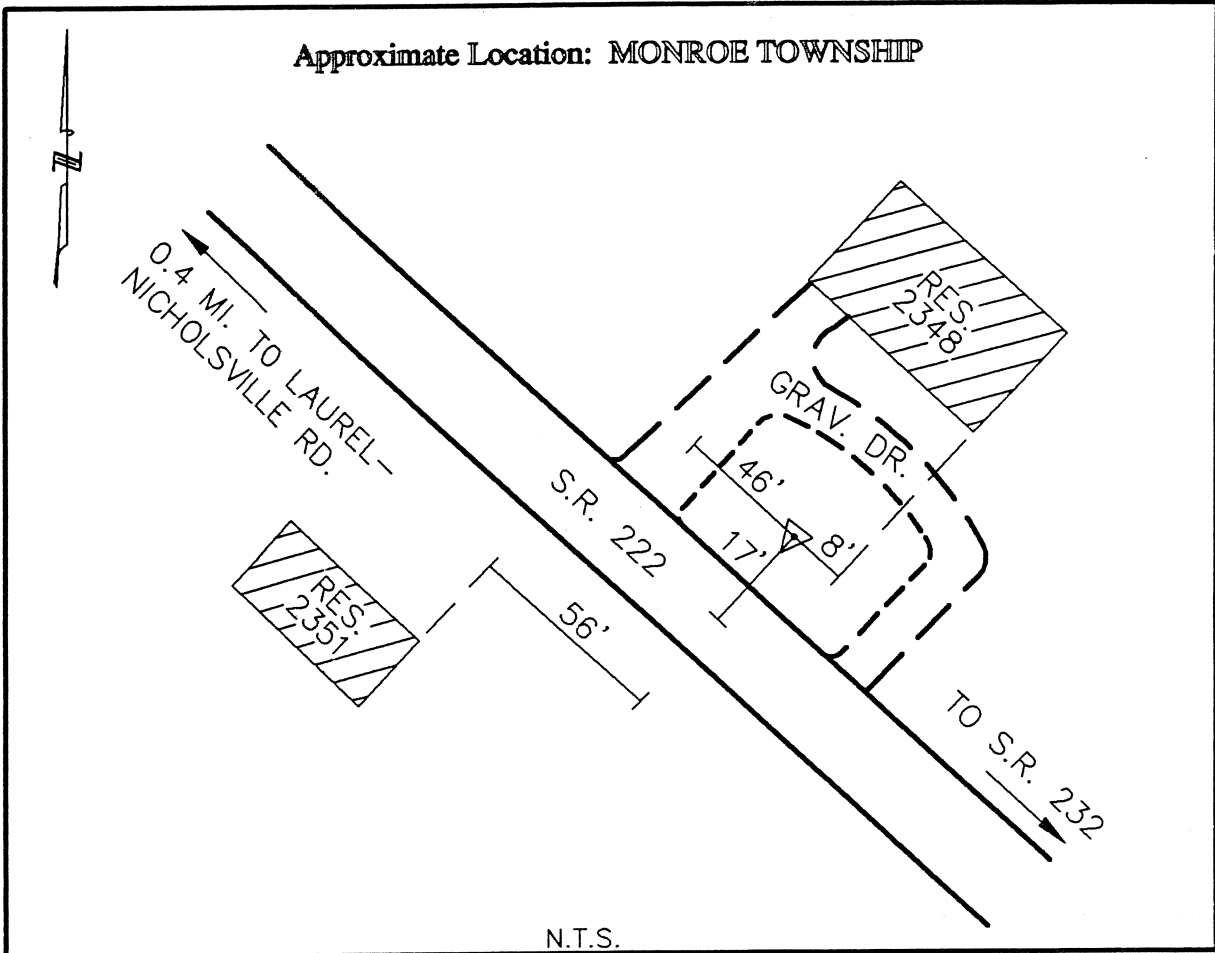 Approximate Location: MONROE TOWNSHIP
N
0.4 MI. TO LAUREL-
NICHOLSVILLE RD.
RES.
2348
GRAV. DR.
46'
S.R. 222
17'
8'
RES.
2351
56'
TO S.R. 232
N.T.S.